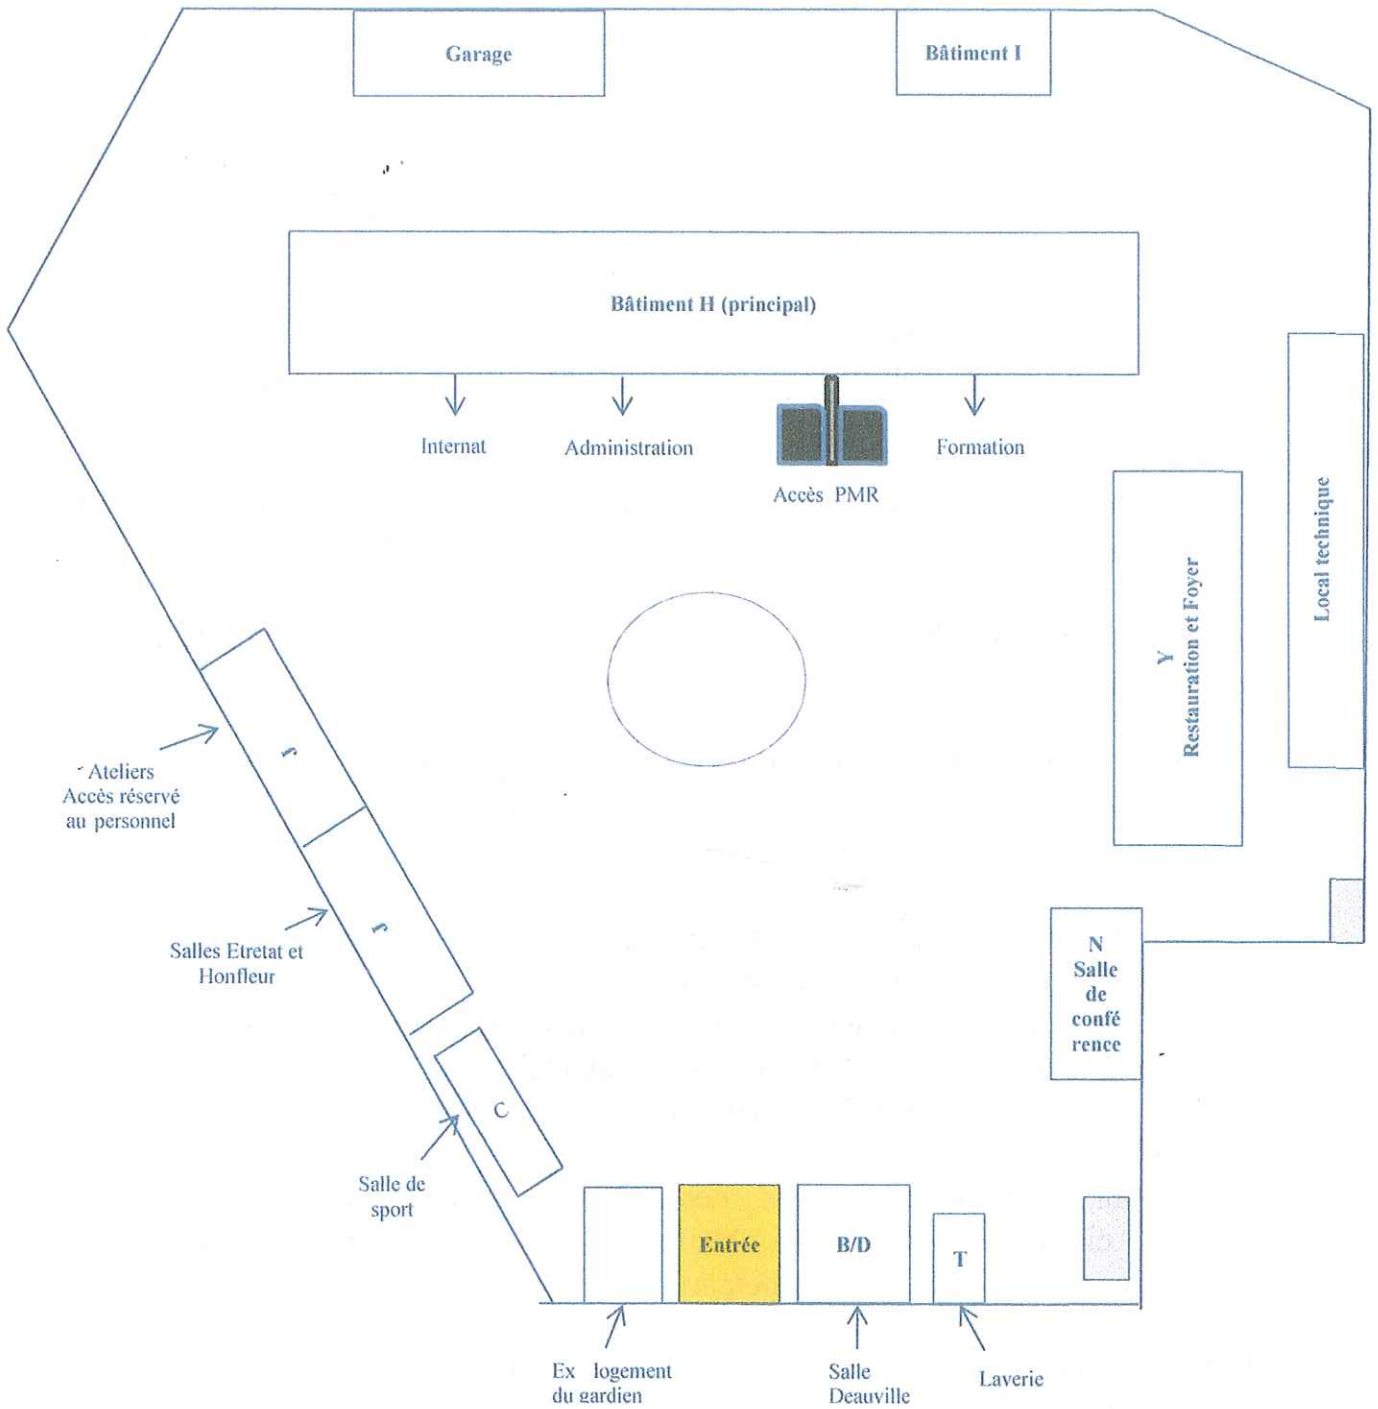 Garage
Bâtiment I
Bâtiment H (principal)
Internat
Administration
Accès PMR
Formation
Local technique
Y
Restauration et Foyer
Ateliers
Accès réservé
au personnel
Salles Etretat et
Honfleur
N
Salle
de
confé
rence
C
Salle de
sport
Entrée
B/D
T
Ex logement
du gardien
Salle
Deauville
Laverie